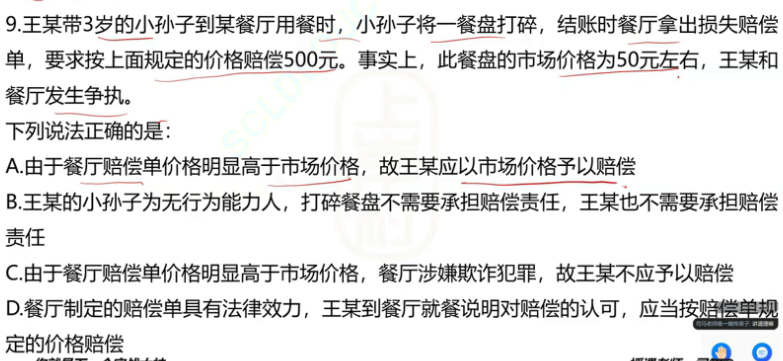 9.王某带3岁的小孙子到某餐厅用餐时，小孙子将一餐盘打碎，结账时餐厅拿出损失赔偿
单，要求按上面规定的价格赔偿500元。事实上，此餐盘的市场价格为50元左右，王某和
餐厅发生争执。
下列说法正确的是：
A.由于餐厅赔偿单价格明显高于市场价格，故王某应以市场价格予以赔偿
B.王某的小孙子为无行为能力人，打碎餐盘不需要承担赔偿责任，王某也不需要承担赔偿
责任
C.由于餐厅赔偿单价格明显高于市场价格，餐厅涉嫌欺诈犯罪，故王某不应予以赔偿
D.餐厅制定的赔偿单具有法律效力，王某到餐厅就餐说明对赔偿的认可，应当按赔偿单规
定的价格赔偿